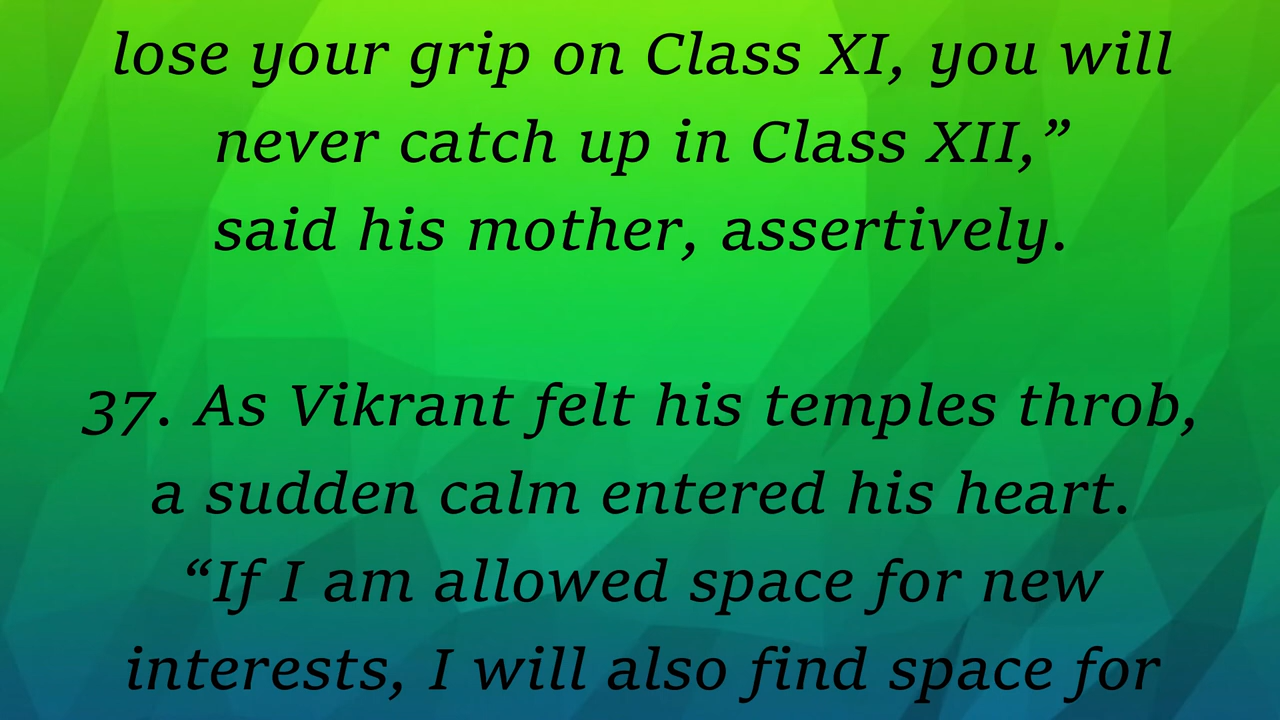 lose your grip on Class XI, you will
never catch up in Class XII,”
said his mother, assertively.
37. As Vikrant felt his temples throb,
a sudden calm entered his heart.
“If I am allowed space for new
interests, I will also find space for